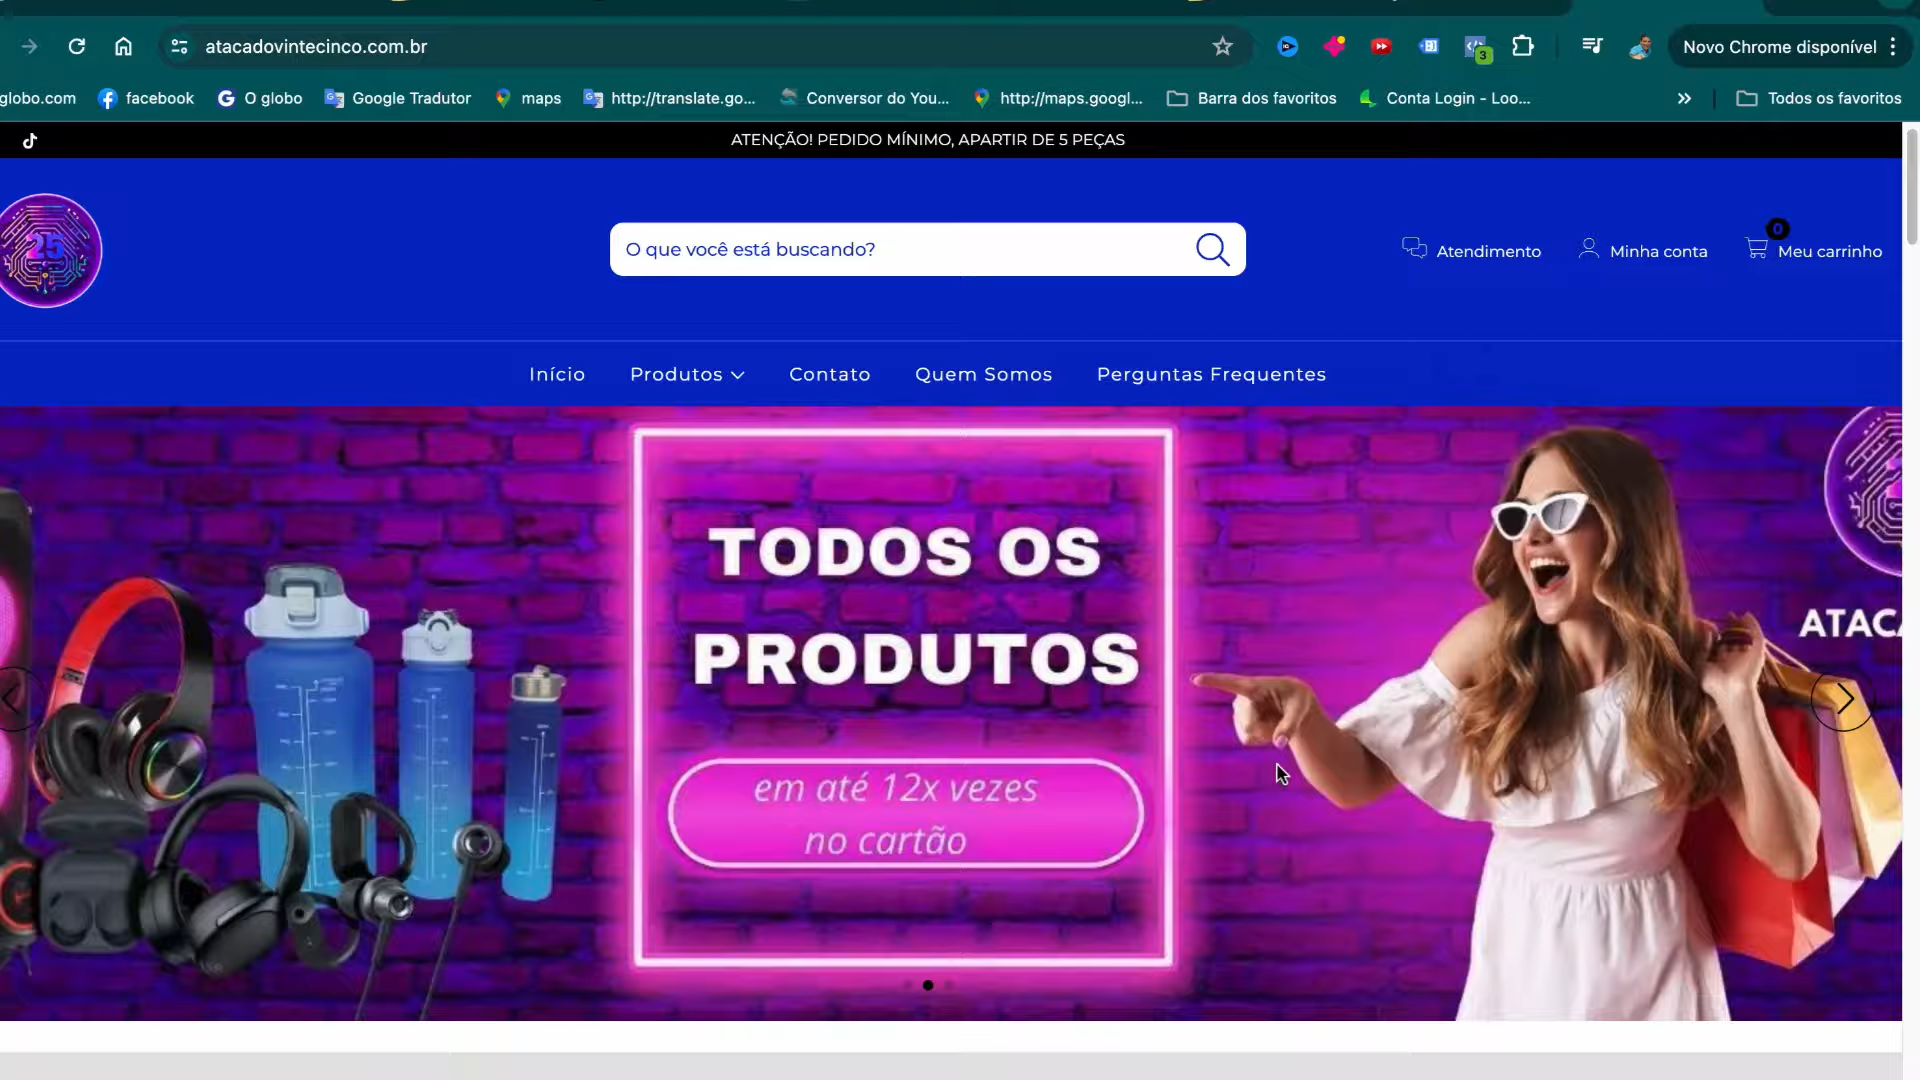 atacadovintecinco.com.br
Novo Chrome disponível
globo.com
facebook
O globo
Google Tradutor
maps
http://translate.go...
Conversor do You...
http://maps.googl...
Barra dos favoritos
Conta Login - Loo...
Todos os favoritos
ATENÇÃO! PEDIDO MÍNIMO, APARTIR DE 5 PEÇAS
25
O que você está buscando?
Atendimento
Minha conta
0
Meu carrinho
Início
Produtos
Contato
Quem Somos
Perguntas Frequentes
TODOS OS
PRODUTOS
em até 12x vezes
no cartão
ATACA
3